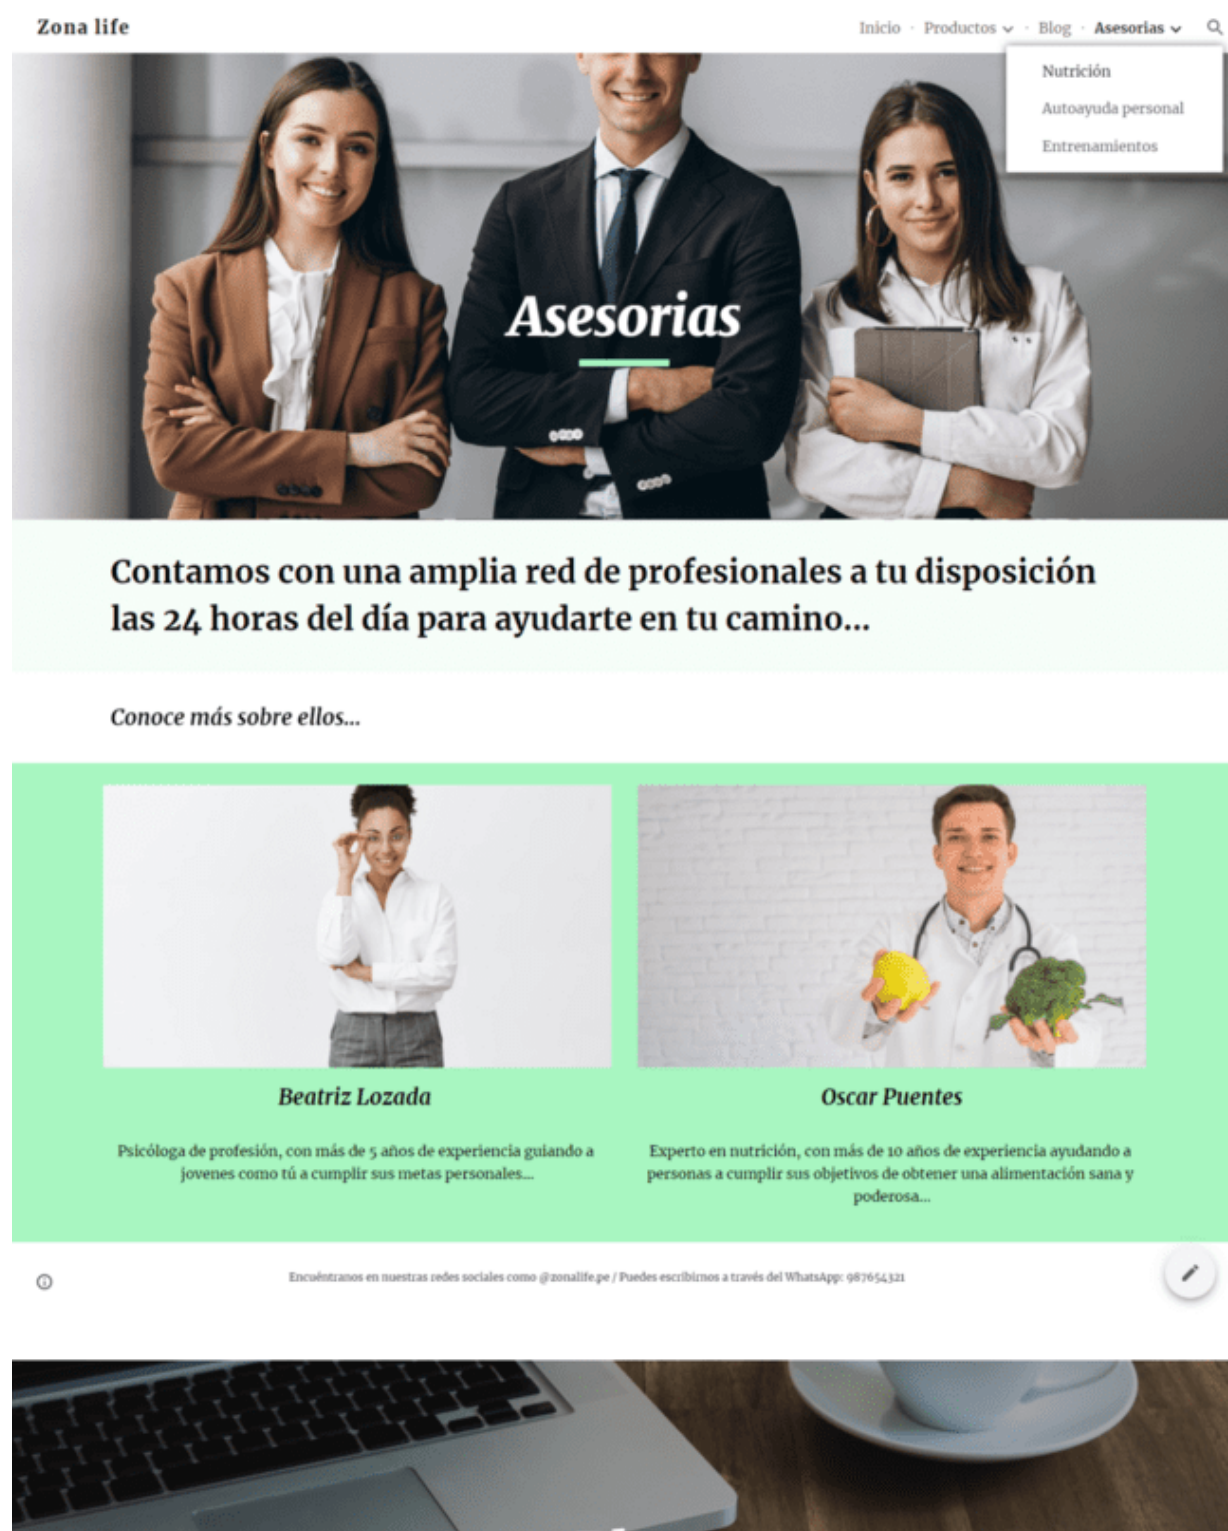 Zona life
Inicio · Productos · Blog · Asesorias
Nutrición
Autoayuda personal
Entrenamientos
Asesorias
Contamos con una amplia red de profesionales a tu disposición
las 24 horas del día para ayudarte en tu camino...
Conoce más sobre ellos...
Beatriz Lozada
Psicóloga de profesión, con más de 5 años de experiencia guiando a
jovenes como tú a cumplir sus metas personales...
Oscar Puentes
Experto en nutrición, con más de 10 años de experiencia ayudando a
personas a cumplir sus objetivos de obtener una alimentación sana y
poderosa...
Encuéntranos en nuestras redes sociales como @zonalife.pe / Puedes escribirnos a través del WhatsApp: 987654321